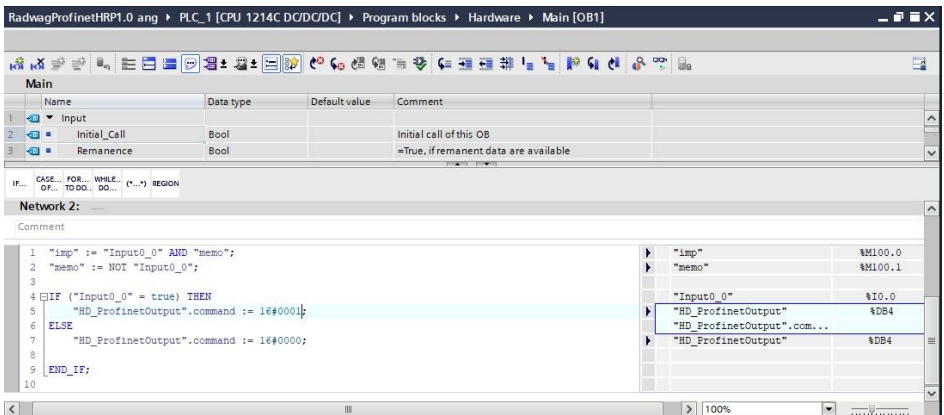 RadwagProfinetHRP1.0 ang ▸ PLC_1 [CPU 1214C DC/DC/DC] ▸ Program blocks ▸ Hardware ▸ Main [OB1]
Main
Name Data type Default value Comment
1 ▼ Input
2 Initial_Call Bool Initial call of this OB
3 Remanence Bool =True, if remanent data are available
IF... CASE... OF... FOR... TO DO.. WHILE.. DO... (*...*) REGION
Network 2: .....
Comment
1 "imp" := "Input0_0" AND "memo"; "imp" %M100.0
2 "memo" := NOT "Input0_0"; "memo" %M100.1
3
4 IF ("Input0_0" = true) THEN "Input0_0" %I0.0
5 "HD_ProfinetOutput".command := 16#0001; "HD_ProfinetOutput" %DB4
6 ELSE "HD_ProfinetOutput".com...
7 "HD_ProfinetOutput".command := 16#0000; "HD_ProfinetOutput" %DB4
8
9 END_IF;
10
100%